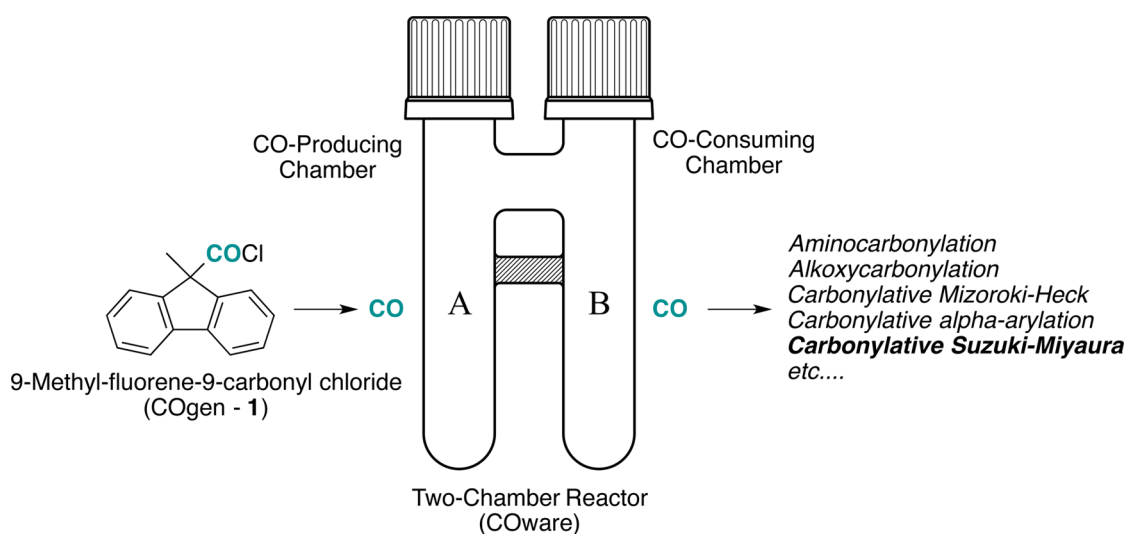 CO-Producing
Chamber
CO-Consuming
Chamber
COCl
CO
A
B
CO
9-Methyl-fluorene-9-carbonyl chloride
(COgen - 1)
Aminocarbonylation
Alkoxycarbonylation
Carbonylative Mizoroki-Heck
Carbonylative alpha-arylation
Carbonylative Suzuki-Miyaura
etc....
Two-Chamber Reactor
(COware)